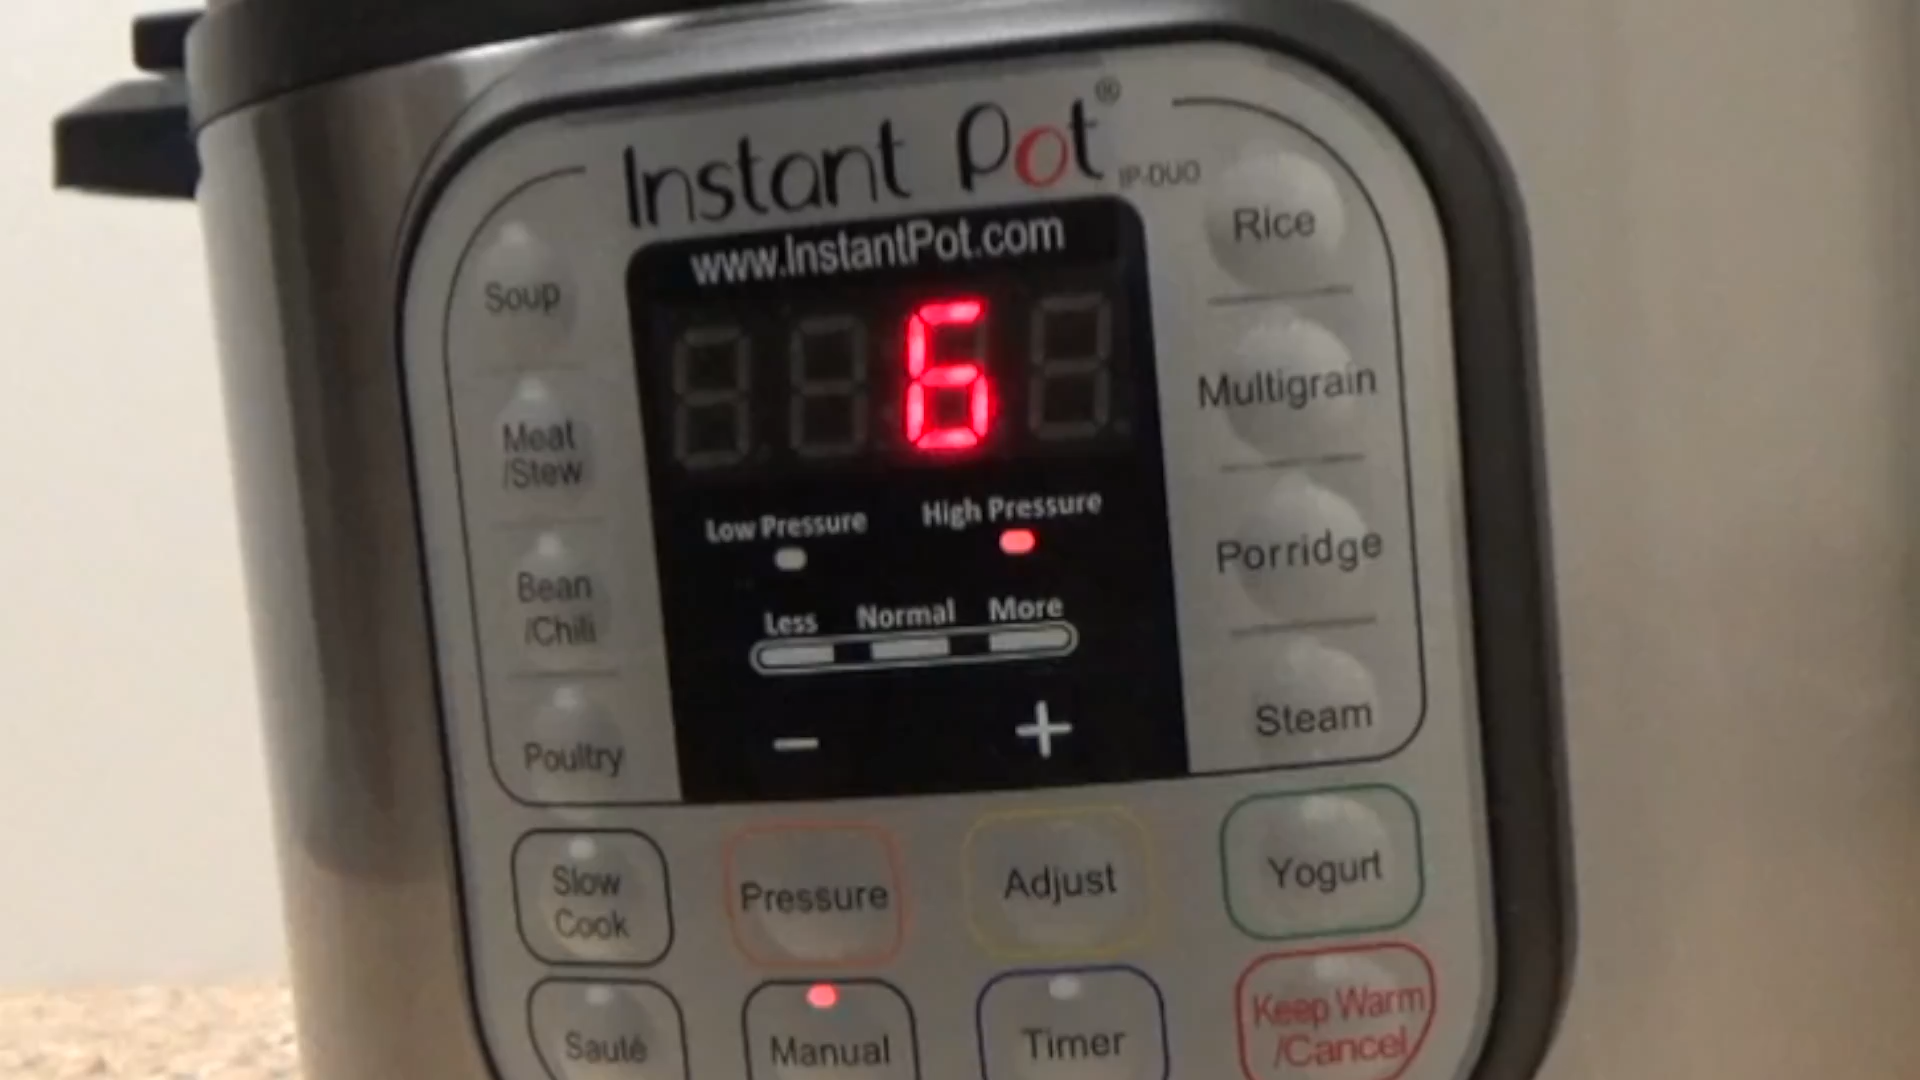 Instant Pot®
IP-DUO
www.InstantPot.com
6
Low Pressure
High Pressure
Less Normal More
- +
Soup
Meat
/Stew
Bean
/Chili
Poultry
Rice
Multigrain
Porridge
Steam
Slow
Cook
Pressure
Adjust
Yogurt
Sauté
Manual
Timer
Keep Warm
/Cancel